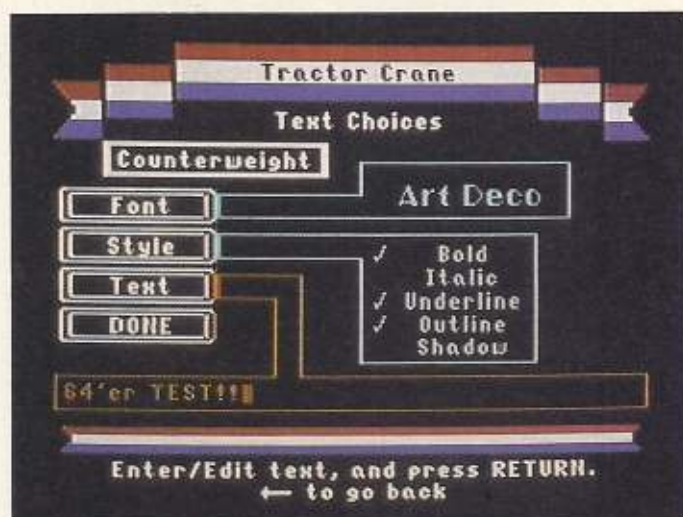 Tractor Crane
Text Choices
Counterweight
Font
Art Deco
Style
✓ Bold
Italic
Text
✓ Underline
✓ Outline
DONE
Shadow
64'er TEST!!
Enter/Edit text, and press RETURN.
← to go back